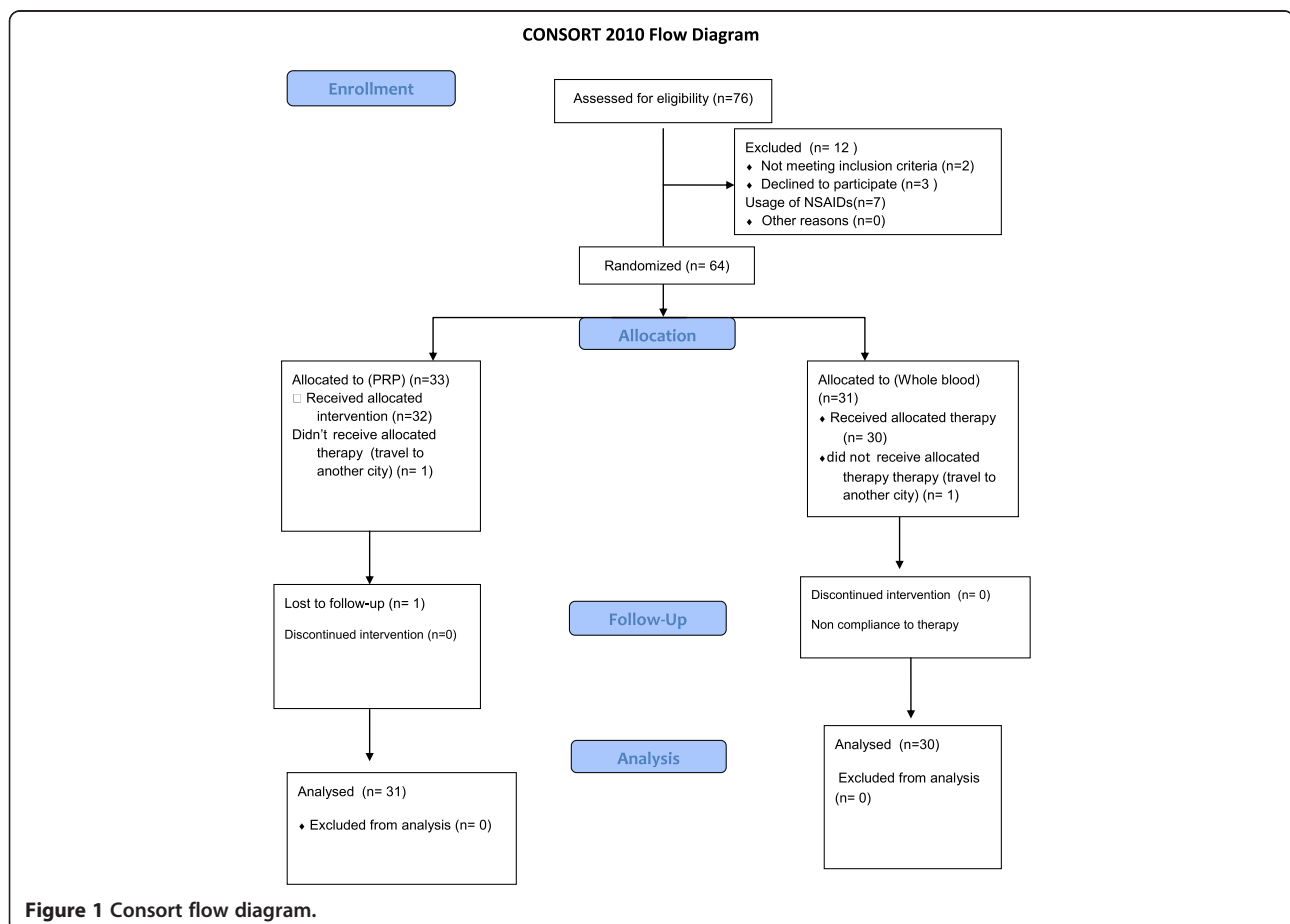 CONSORT 2010 Flow Diagram
Enrollment
Assessed for eligibility (n=76)
Excluded (n= 12 )
♦ Not meeting inclusion criteria (n=2)
♦ Declined to participate (n=3 )
Usage of NSAIDs(n=7)
♦ Other reasons (n=0)
Randomized (n= 64)
Allocation
Allocated to (PRP) (n=33)
□ Received allocated
intervention (n=32)
Didn't receive allocated
therapy (travel to
another city) (n= 1)
Allocated to (Whole blood)
(n=31)
♦ Received allocated therapy
(n= 30)
♦did not receive allocated
therapy therapy (travel to
another city) (n= 1)
Lost to follow-up (n= 1)
Discontinued intervention (n=0)
Follow-Up
Discontinued intervention (n= 0)
Non compliance to therapy
Analysis
Analysed (n= 31)
♦ Excluded from analysis (n= 0)
Analysed (n=30)
Excluded from analysis
(n= 0)
Figure 1 Consort flow diagram.